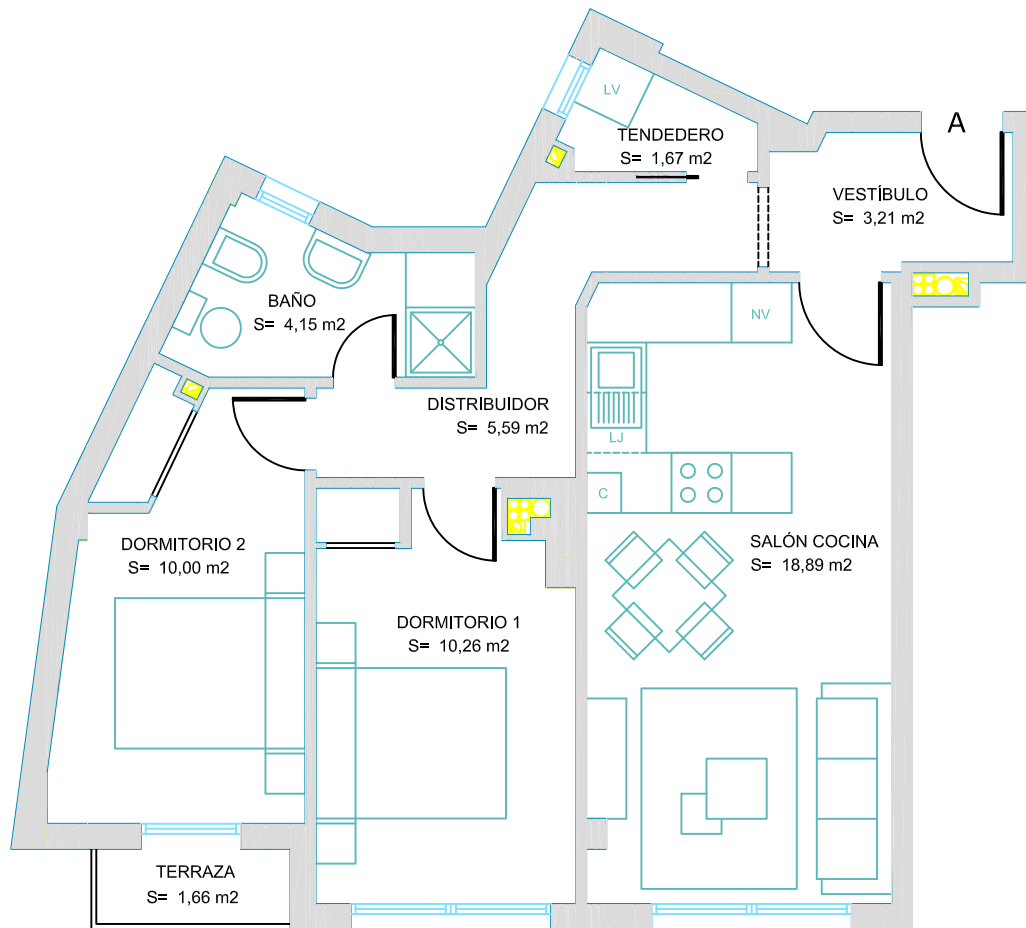 A
LV
TENDEDERO
S= 1,67 m2
VESTÍBULO
S= 3,21 m2
BAÑO
S= 4,15 m2
NV
DISTRIBUIDOR
S= 5,59 m2
LJ
C
DORMITORIO 2
S= 10,00 m2
SALÓN COCINA
S= 18,89 m2
DORMITORIO 1
S= 10,26 m2
TERRAZA
S= 1,66 m2